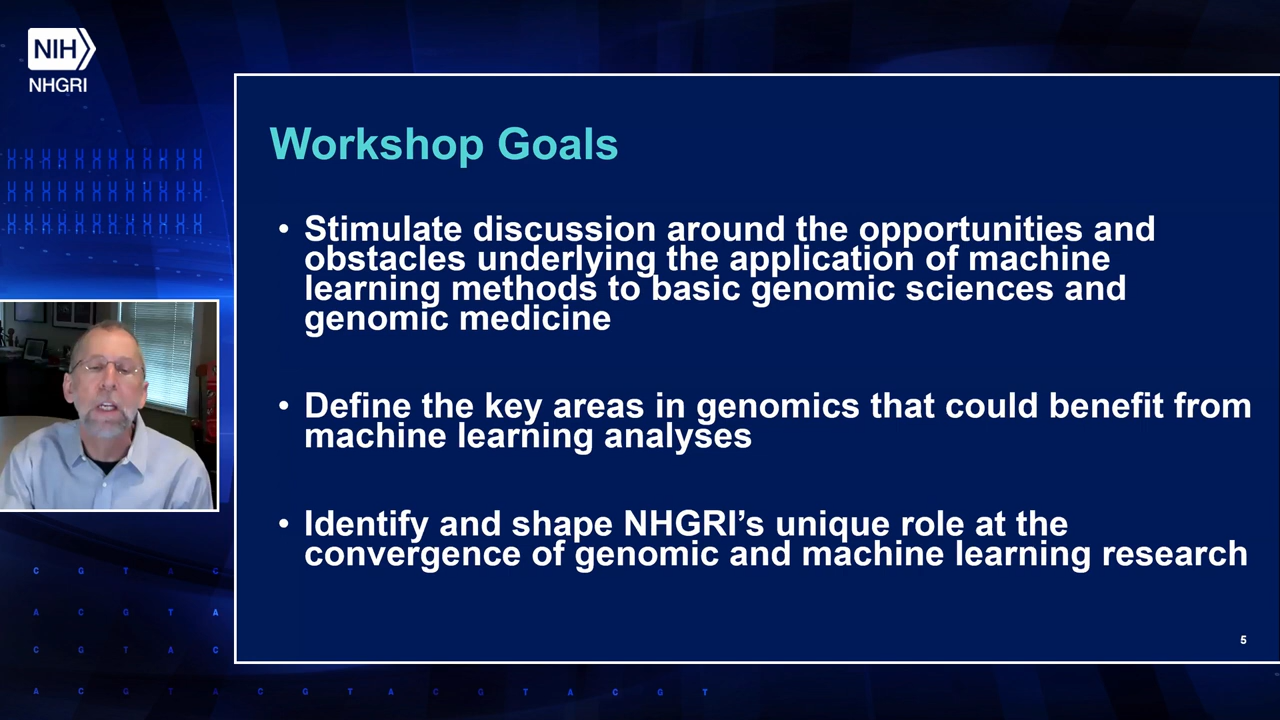 NIH
NHGRI
Workshop Goals
• Stimulate discussion around the opportunities and
obstacles underlying the application of machine
learning methods to basic genomic sciences and
genomic medicine
• Define the key areas in genomics that could benefit from
machine learning analyses
• Identify and shape NHGRI’s unique role at the
convergence of genomic and machine learning research
5
C G T A C
A C G T A
C G T A C
A C G T A C G T A C G T A C G T